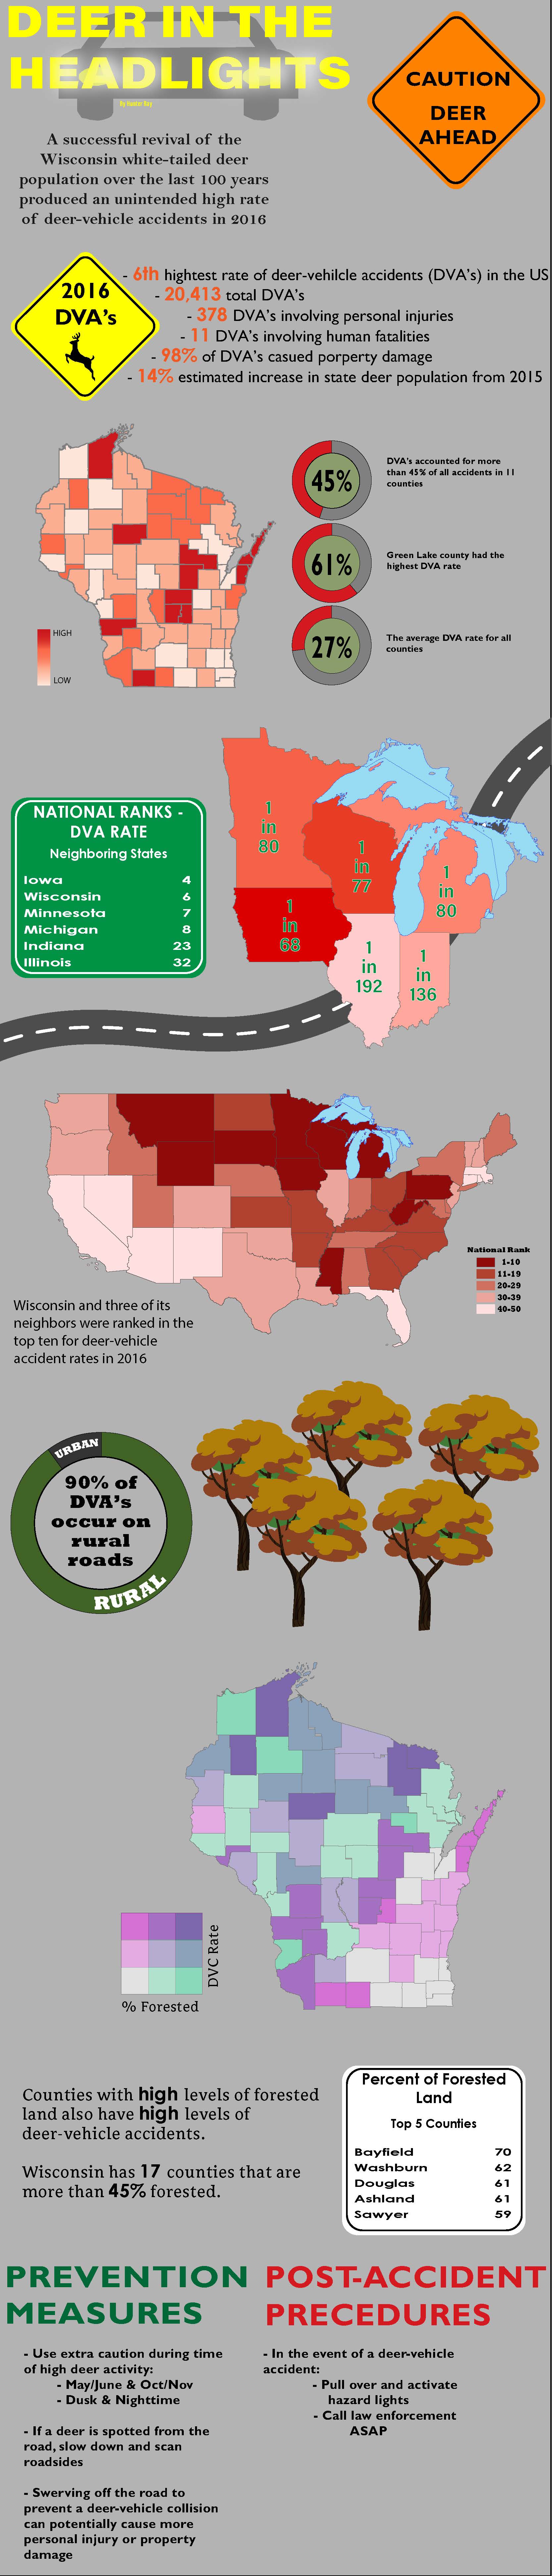 DEER IN THE
HEADLIGHTS
By Hunter Bay
CAUTION
DEER
AHEAD
A successful revival of the
Wisconsin white-tailed deer
population over the last 100 years
produced an unintended high rate
of deer-vehicle accidents in 2016
2016
DVA's
- 6th highest rate of deer-vehilcle accidents (DVA's) in the US
- 20,413 total DVA's
- 378 DVA's involving personal injuries
- 11 DVA's involving human fatalities
- 98% of DVA's casued porperty damage
- 14% estimated increase in state deer population from 2015
HIGH
LOW
45%
DVA's accounted for more
than 45% of all accidents in 11
counties
61%
Green Lake county had the
highest DVA rate
27%
The average DVA rate for all
counties
NATIONAL RANKS -
DVA RATE
Neighboring States
Iowa 4
Wisconsin 6
Minnesota 7
Michigan 8
Indiana 23
Illinois 32
1
in
80
1
in
77
1
in
80
1
in
68
1
in
192
1
in
136
National Rank
1-10
11-19
20-29
30-39
40-50
Wisconsin and three of its
neighbors were ranked in the
top ten for deer-vehicle
accident rates in 2016
URBAN
90% of
DVA's
occur on
rural
roads
RURAL
DVC Rate
% Forested
Counties with high levels of forested
land also have high levels of
deer-vehicle accidents.
Wisconsin has 17 counties that are
more than 45% forested.
Percent of Forested
Land
Top 5 Counties
Bayfield 70
Washburn 62
Douglas 61
Ashland 61
Sawyer 59
PREVENTION
MEASURES
- Use extra caution during time
of high deer activity:
- May/June & Oct/Nov
- Dusk & Nighttime
- If a deer is spotted from the
road, slow down and scan
roadsides
- Swerving off the road to
prevent a deer-vehicle collision
can potentially cause more
personal injury or property
damage
POST-ACCIDENT
PRECEDURES
- In the event of a deer-vehicle
accident:
- Pull over and activate
hazard lights
- Call law enforcement
ASAP